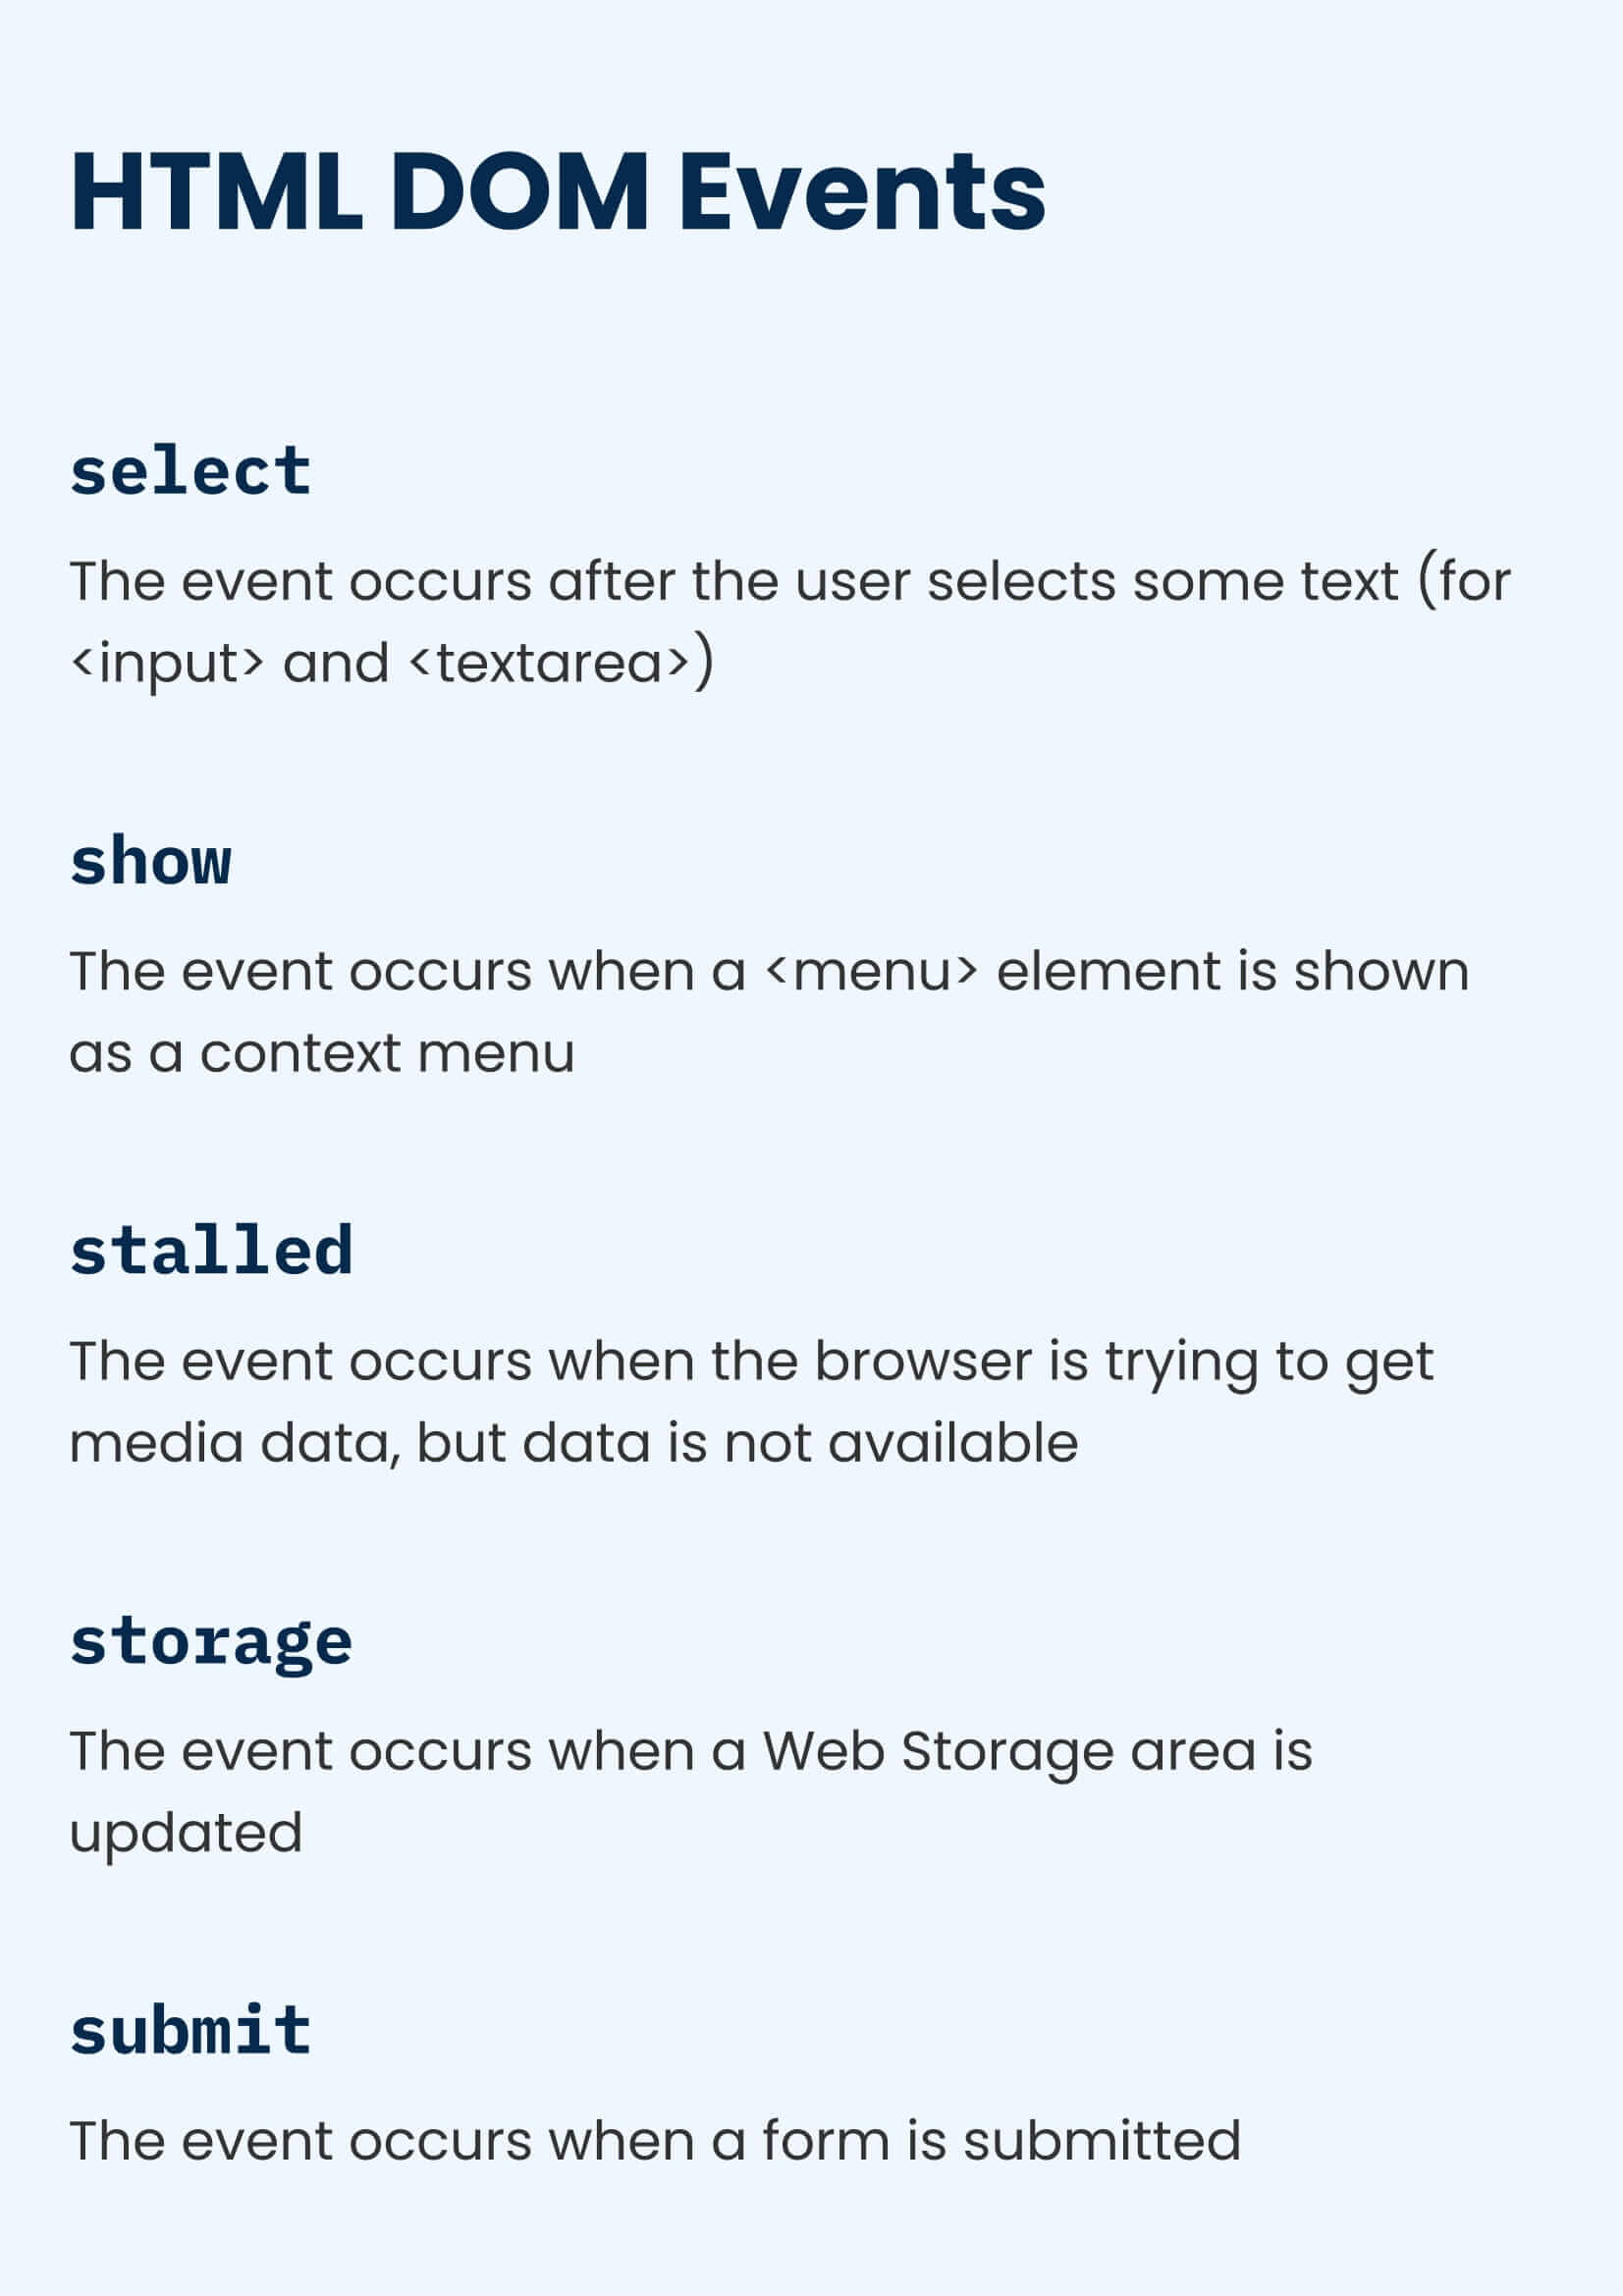 HTML DOM Events
select
The event occurs after the user selects some text (for
<input> and <textarea>)
show
The event occurs when a <menu> element is shown
as a context menu
stalled
The event occurs when the browser is trying to get
media data, but data is not available
storage
The event occurs when a Web Storage area is
updated
submit
The event occurs when a form is submitted